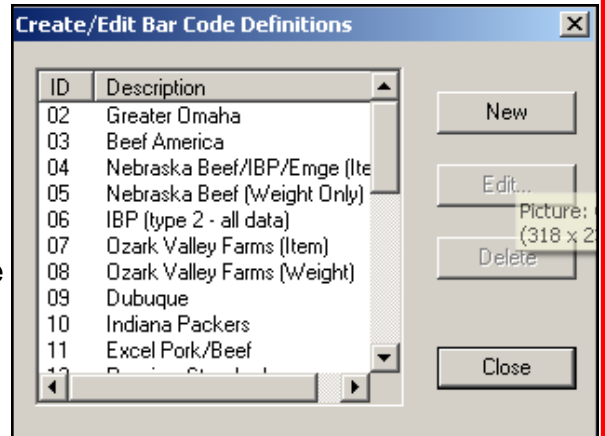 Create/Edit Bar Code Definitions
ID Description
02 Greater Omaha
03 Beef America
04 Nebraska Beef/IBP/Emge (Ite
05 Nebraska Beef (Weight Only)
06 IBP (type 2 - all data)
07 Ozark Valley Farms (Item)
08 Ozark Valley Farms (Weight)
09 Dubuque
10 Indiana Packers
11 Excel Pork/Beef
New
Edit...
Picture:
(318 x 2
Delete
Close
e